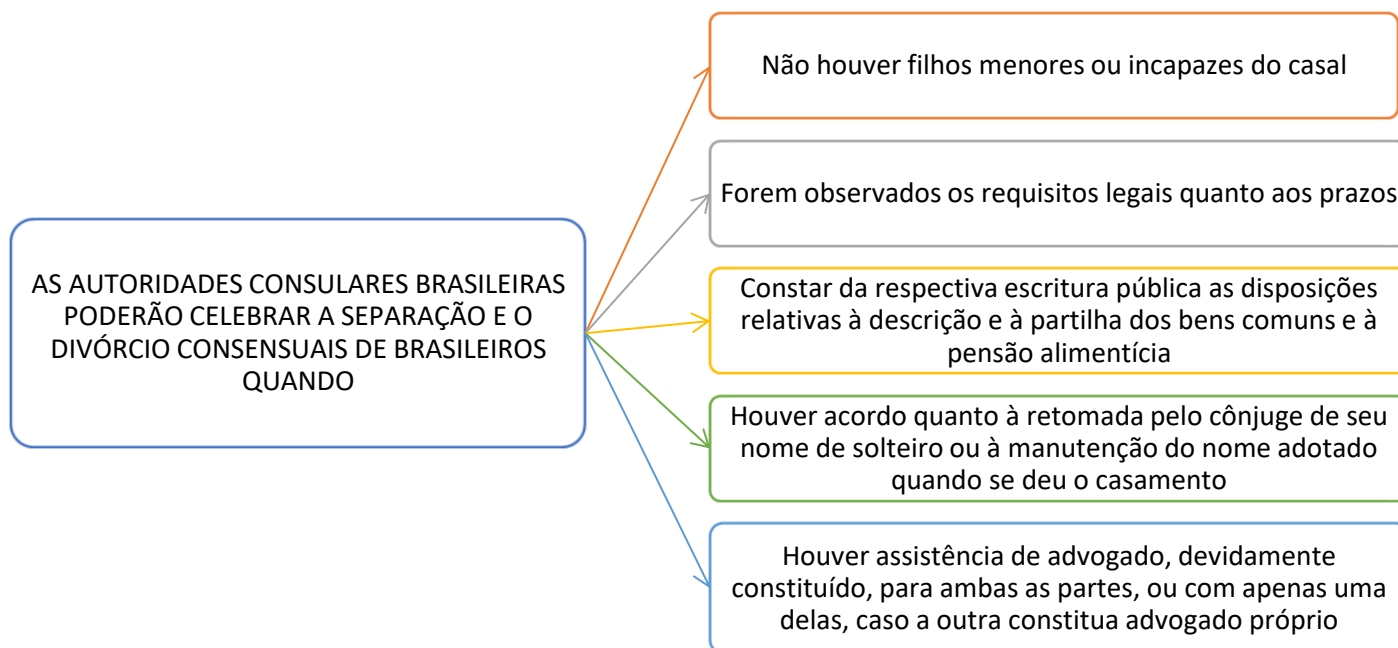 AS AUTORIDADES CONSULARES BRASILEIRAS
PODERÃO CELEBRAR A SEPARAÇÃO E O
DIVÓRCIO CONSENSUAIS DE BRASILEIROS
QUANDO
Não houver filhos menores ou incapazes do casal
Forem observados os requisitos legais quanto aos prazos
Constar da respectiva escritura pública as disposições
relativas à descrição e à partilha dos bens comuns e à
pensão alimentícia
Houver acordo quanto à retomada pelo cônjuge de seu
nome de solteiro ou à manutenção do nome adotado
quando se deu o casamento
Houver assistência de advogado, devidamente
constituído, para ambas as partes, ou com apenas uma
delas, caso a outra constitua advogado próprio